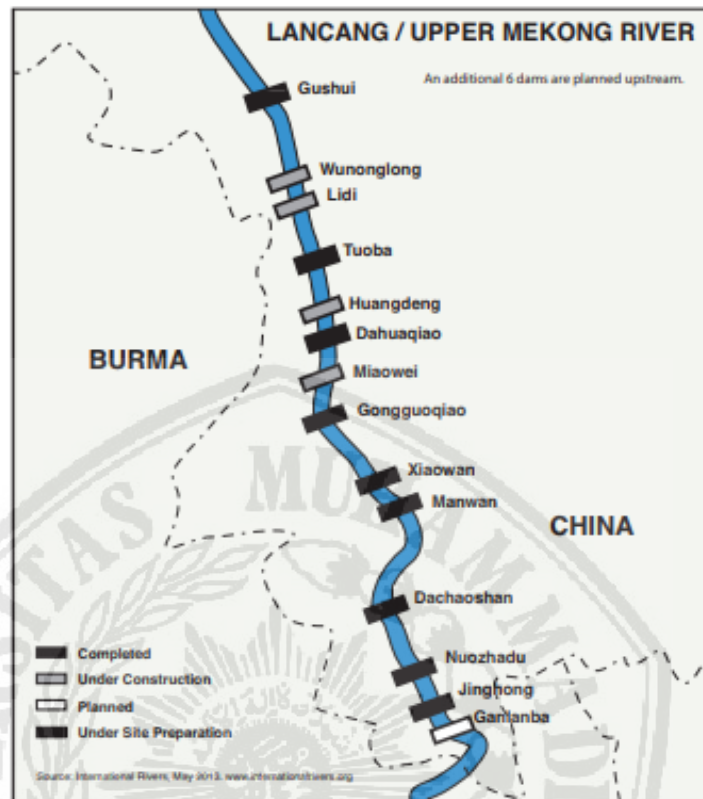 LANCANG / UPPER MEKONG RIVER
An additional 6 dams are planned upstream.
Gushui
Wunonglong
Lidi
Tuoba
Huangdeng
Dahuaqiao
BURMA
Miaowei
Gongguoqiao
Xiaowan
Manwan
CHINA
Dachaoshan
Nuozhadu
Jinghong
Ganlanba
Completed
Under Construction
Planned
Under Site Preparation
Source: International Rivers, May 2013. www.internationalrivers.org
MUHAMMAD